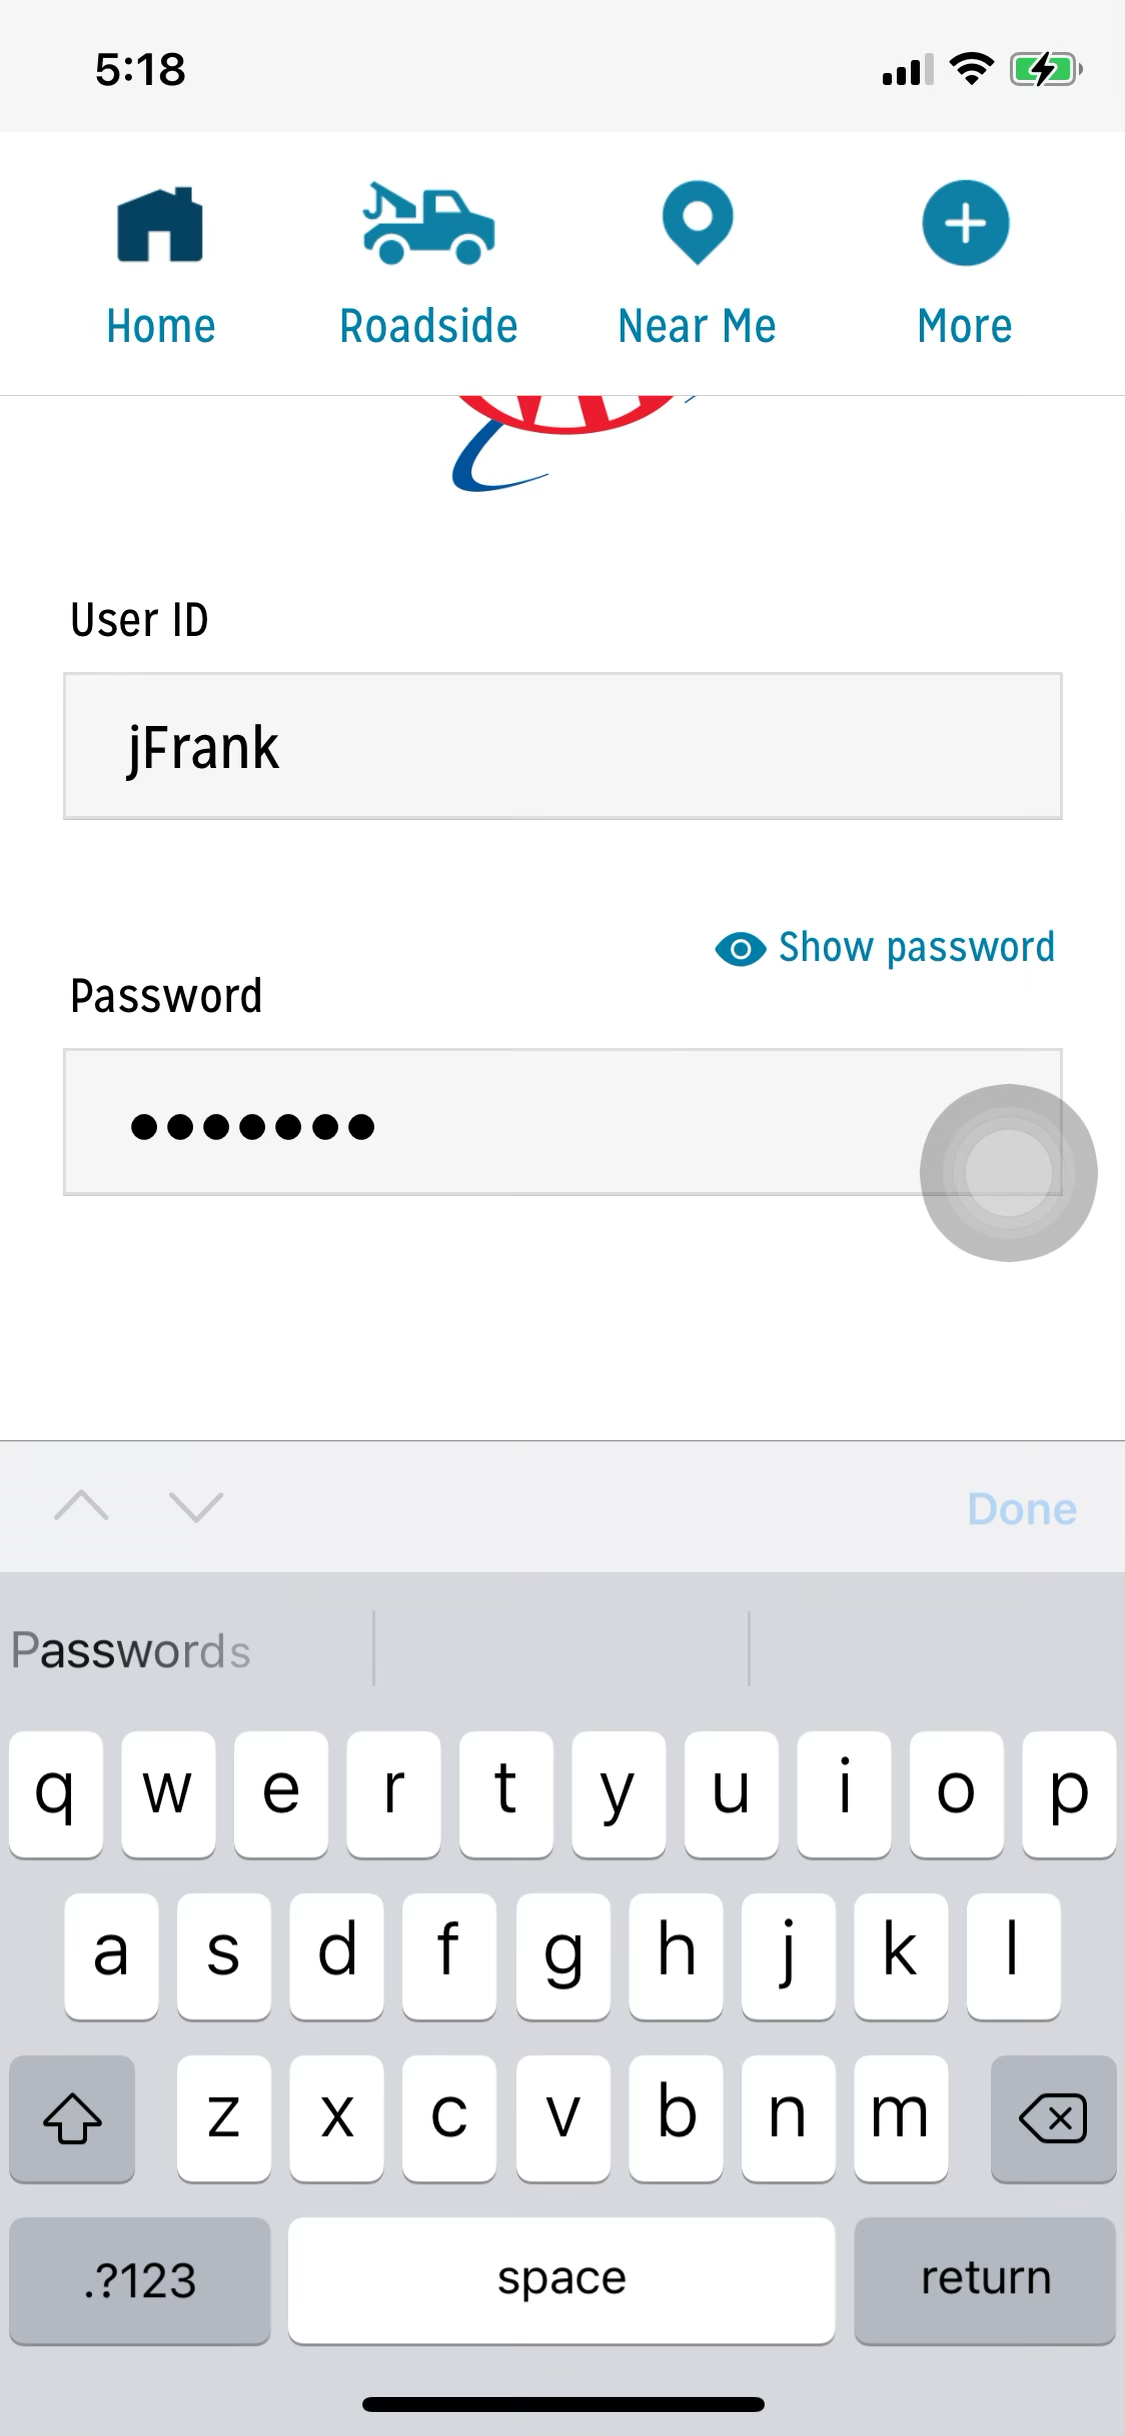 5:18
Home Roadside Near Me More
User ID
jFrank
Show password
Password
•••••••
Done
Passwords
q w e r t y u i o p
a s d f g h j k l
z x c v b n m
.?123 space return